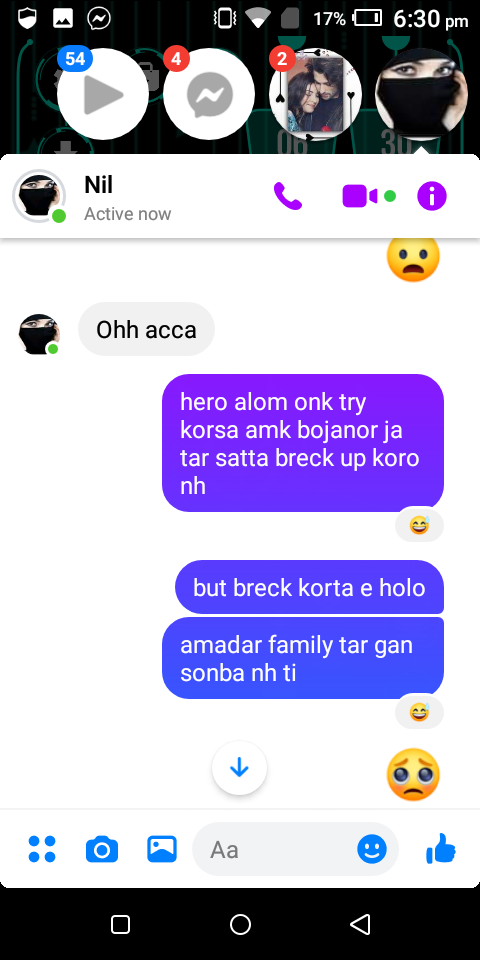 17% 6:30 pm
54
4
2
Nil
Active now
Ohh acca
hero alom onk try
korsa amk bojanor ja
tar satta breck up koro
nh
but breck korta e holo
amadar family tar gan
sonba nh ti
Aa